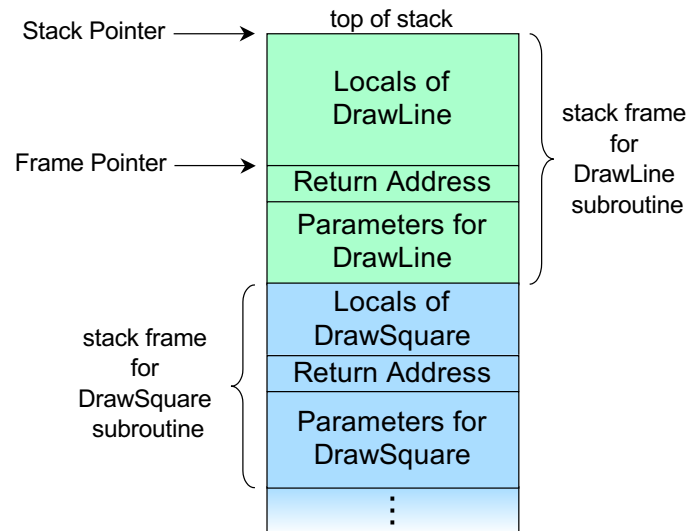 top of stack
Stack Pointer
Locals of
DrawLine
stack frame
for
DrawLine
subroutine
Frame Pointer
Return Address
Parameters for
DrawLine
Locals of
DrawSquare
stack frame
for
DrawSquare
subroutine
Return Address
Parameters for
DrawSquare
⋮